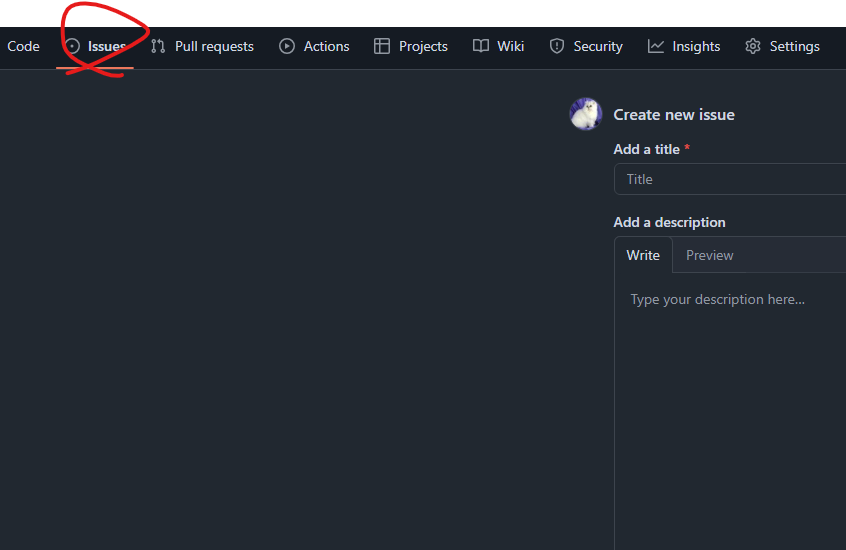 Code Issues Pull requests Actions Projects Wiki Security Insights Settings
Create new issue
Add a title *
Title
Add a description
Write Preview
Type your description here...